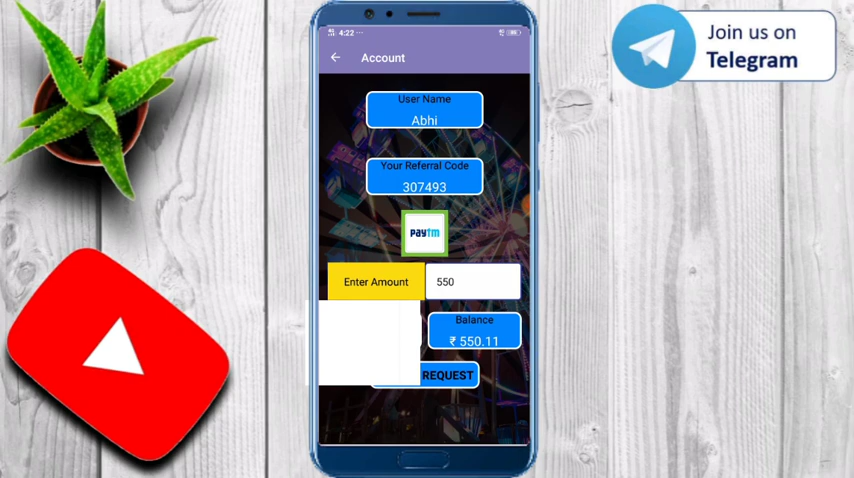 Join us on
Telegram
4:22
Account
User Name
Abhi
Your Referral Code
307493
Paytm
Enter Amount
550
Balance
₹ 550.11
REQUEST